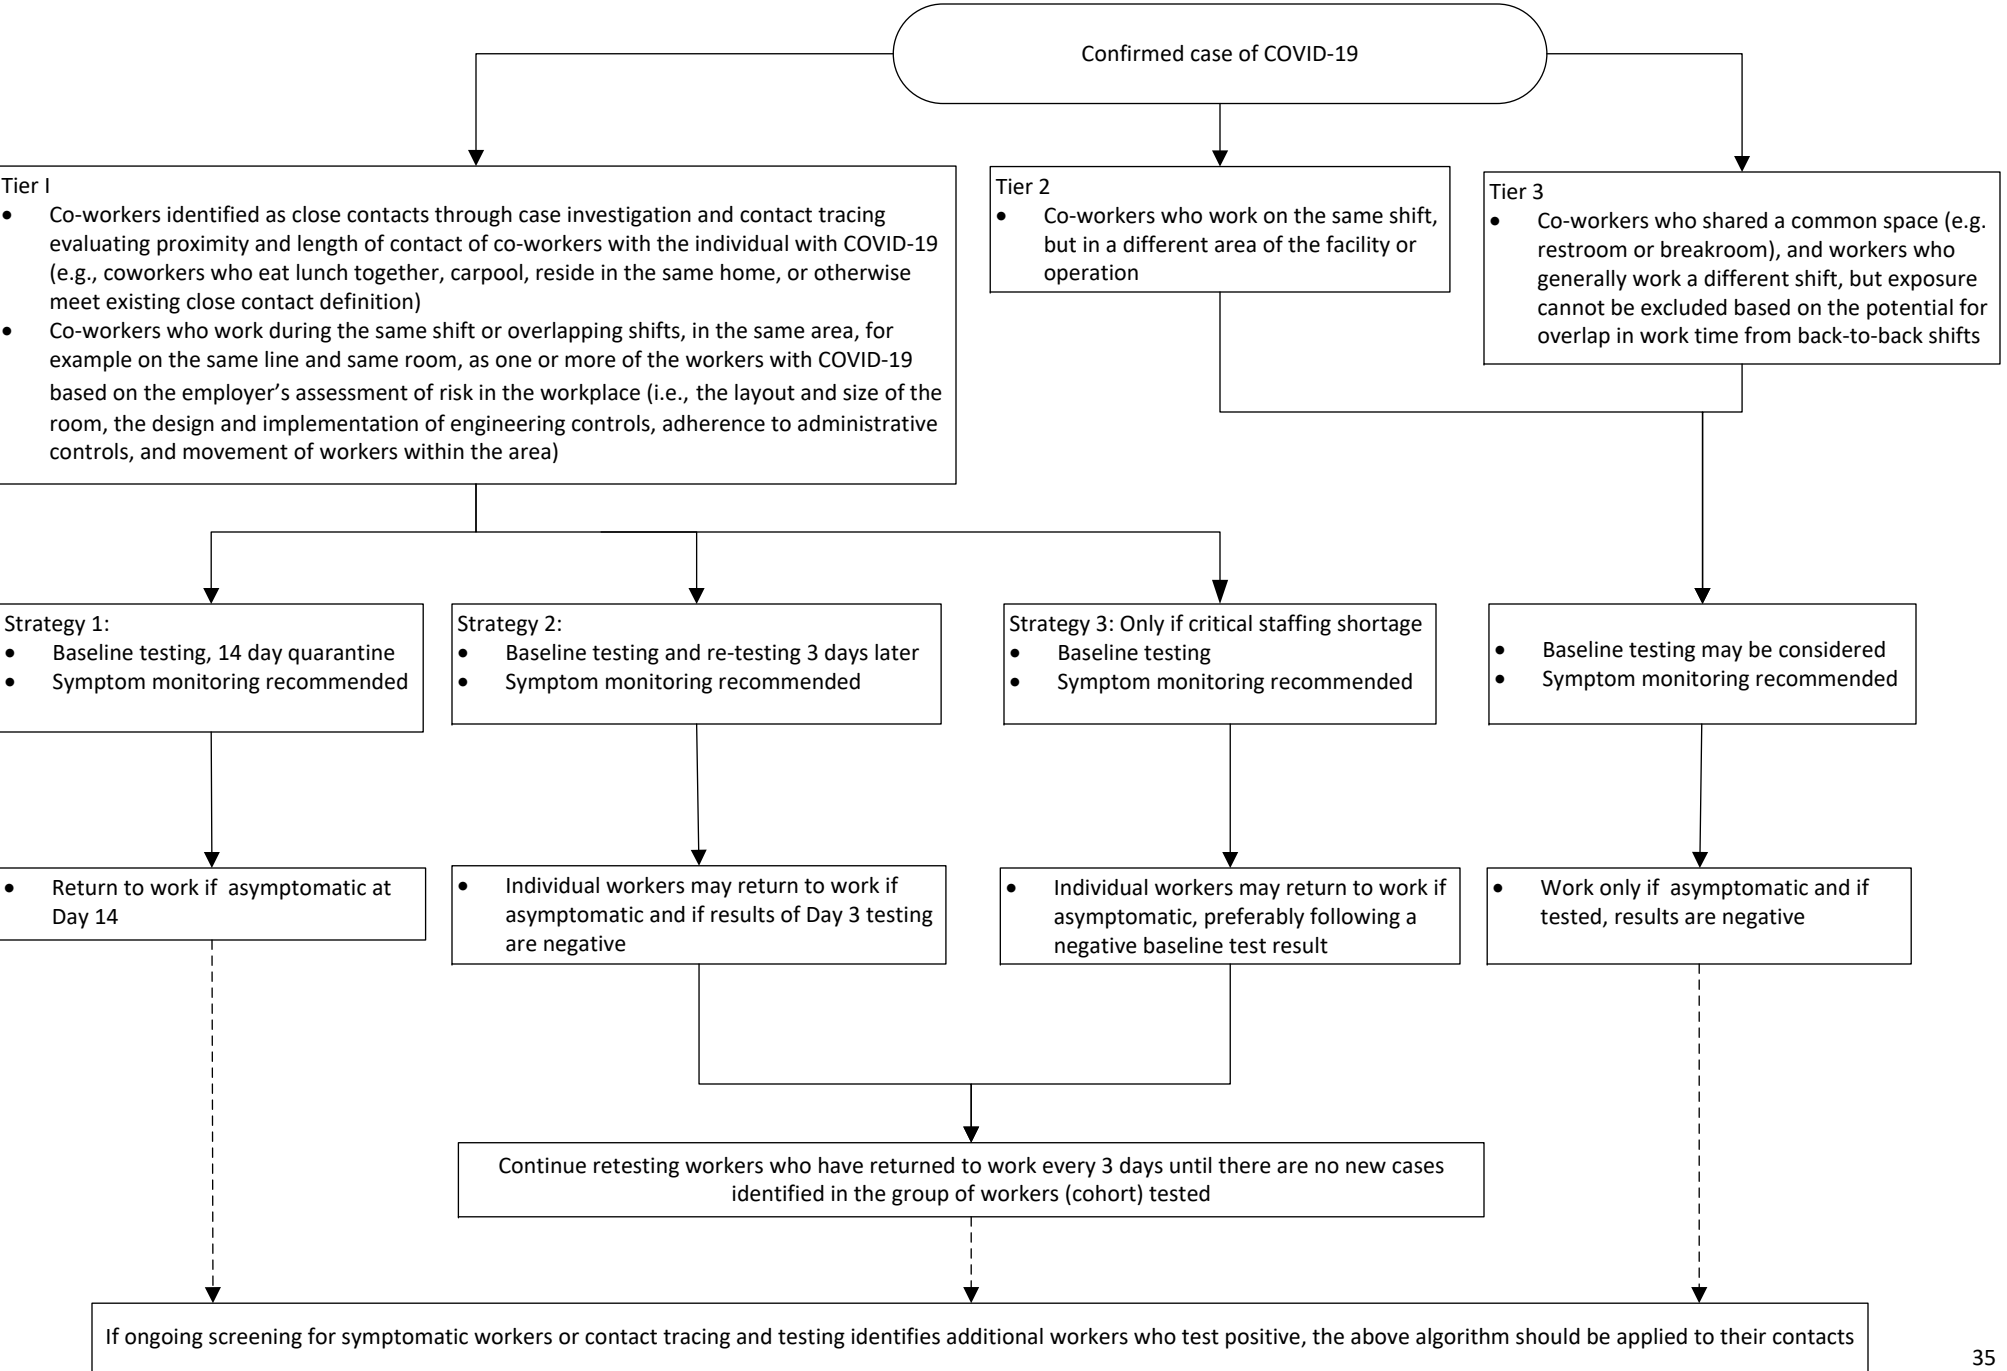 Confirmed case of COVID-19
Tier I
• Co-workers identified as close contacts through case investigation and contact tracing
evaluating proximity and length of contact of co-workers with the individual with COVID-19
(e.g., coworkers who eat lunch together, carpool, reside in the same home, or otherwise
meet existing close contact definition)
• Co-workers who work during the same shift or overlapping shifts, in the same area, for
example on the same line and same room, as one or more of the workers with COVID-19
based on the employer’s assessment of risk in the workplace (i.e., the layout and size of the
room, the design and implementation of engineering controls, adherence to administrative
controls, and movement of workers within the area)
Tier 2
• Co-workers who work on the same shift,
but in a different area of the facility or
operation
Tier 3
• Co-workers who shared a common space (e.g.
restroom or breakroom), and workers who
generally work a different shift, but exposure
cannot be excluded based on the potential for
overlap in work time from back-to-back shifts
Strategy 1:
• Baseline testing, 14 day quarantine
• Symptom monitoring recommended
Strategy 2:
• Baseline testing and re-testing 3 days later
• Symptom monitoring recommended
Strategy 3: Only if critical staffing shortage
• Baseline testing
• Symptom monitoring recommended
• Baseline testing may be considered
• Symptom monitoring recommended
• Return to work if asymptomatic at
Day 14
• Individual workers may return to work if
asymptomatic and if results of Day 3 testing
are negative
• Individual workers may return to work if
asymptomatic, preferably following a
negative baseline test result
• Work only if asymptomatic and if
tested, results are negative
Continue retesting workers who have returned to work every 3 days until there are no new cases
identified in the group of workers (cohort) tested
If ongoing screening for symptomatic workers or contact tracing and testing identifies additional workers who test positive, the above algorithm should be applied to their contacts
35